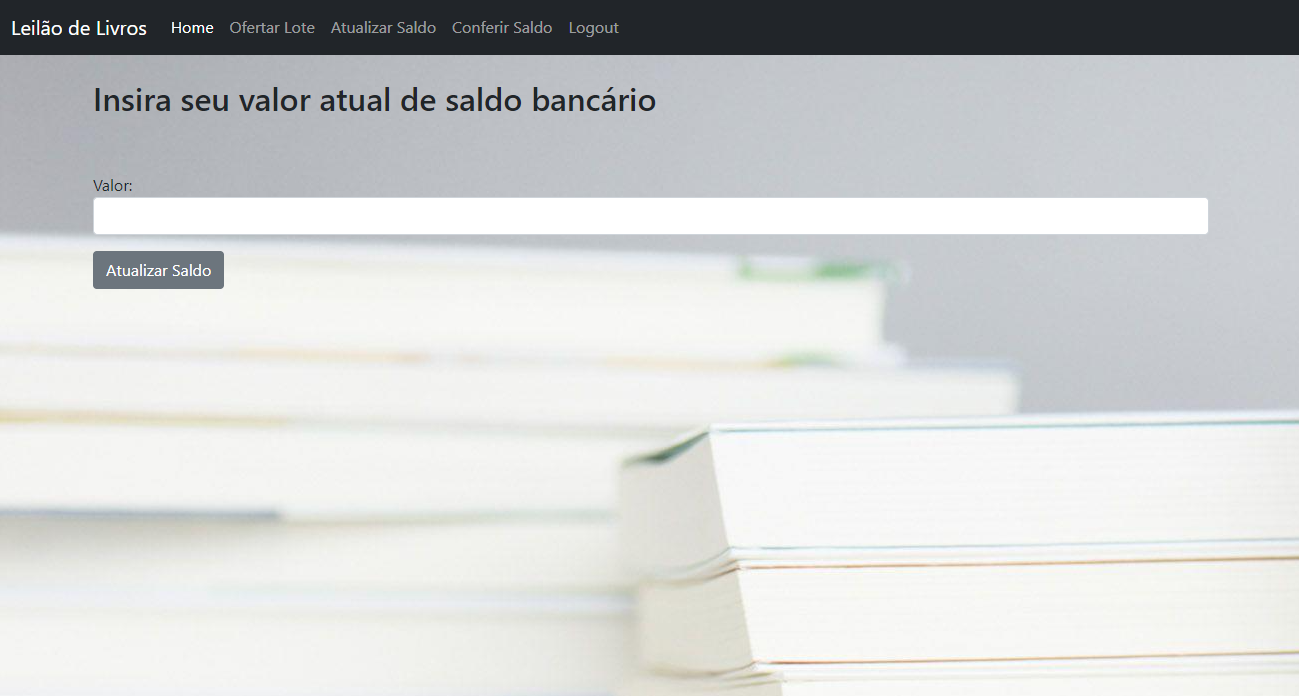 Leilão de Livros Home Ofertar Lote Atualizar Saldo Conferir Saldo Logout
Insira seu valor atual de saldo bancário
Valor:
Atualizar Saldo